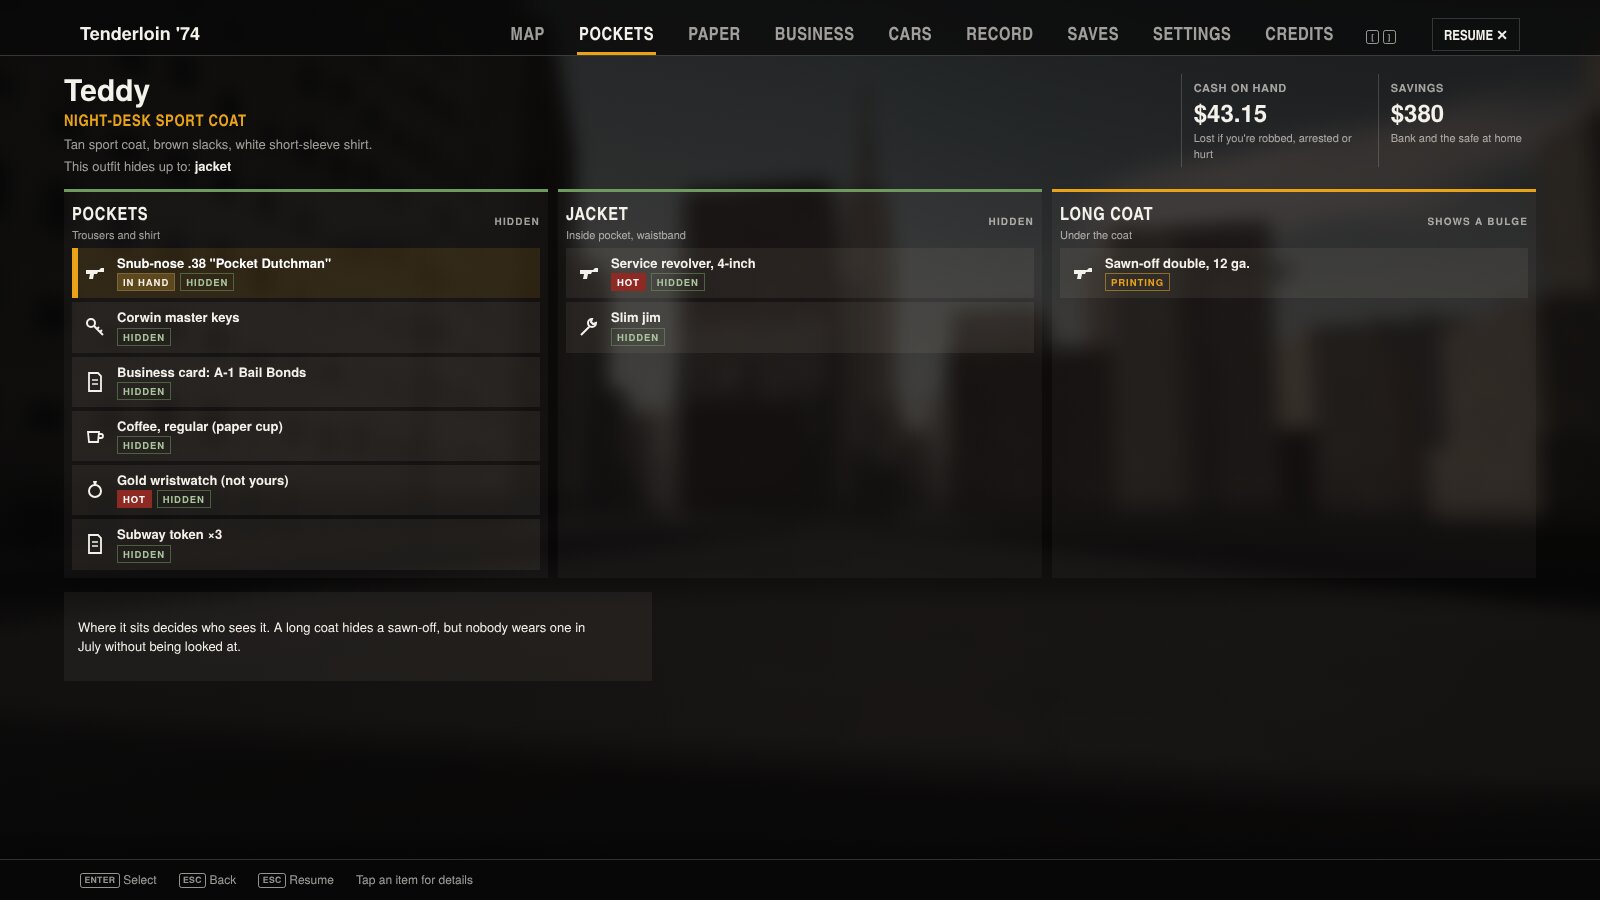 Tenderloin '74
MAP
POCKETS
PAPER
BUSINESS
CARS
RECORD
SAVES
SETTINGS
CREDITS
[ ]
RESUME ✕
Teddy
NIGHT-DESK SPORT COAT
Tan sport coat, brown slacks, white short-sleeve shirt.
This outfit hides up to: jacket
CASH ON HAND
$43.15
Lost if you're robbed, arrested or
hurt
SAVINGS
$380
Bank and the safe at home
POCKETS
HIDDEN
Trousers and shirt
Snub-nose .38 "Pocket Dutchman"
IN HAND HIDDEN
Corwin master keys
HIDDEN
Business card: A-1 Bail Bonds
HIDDEN
Coffee, regular (paper cup)
HIDDEN
Gold wristwatch (not yours)
HOT HIDDEN
Subway token ×3
HIDDEN
JACKET
HIDDEN
Inside pocket, waistband
Service revolver, 4-inch
HOT HIDDEN
Slim jim
HIDDEN
LONG COAT
SHOWS A BULGE
Under the coat
Sawn-off double, 12 ga.
PRINTING
Where it sits decides who sees it. A long coat hides a sawn-off, but nobody wears one in
July without being looked at.
ENTER Select
ESC Back
ESC Resume
Tap an item for details